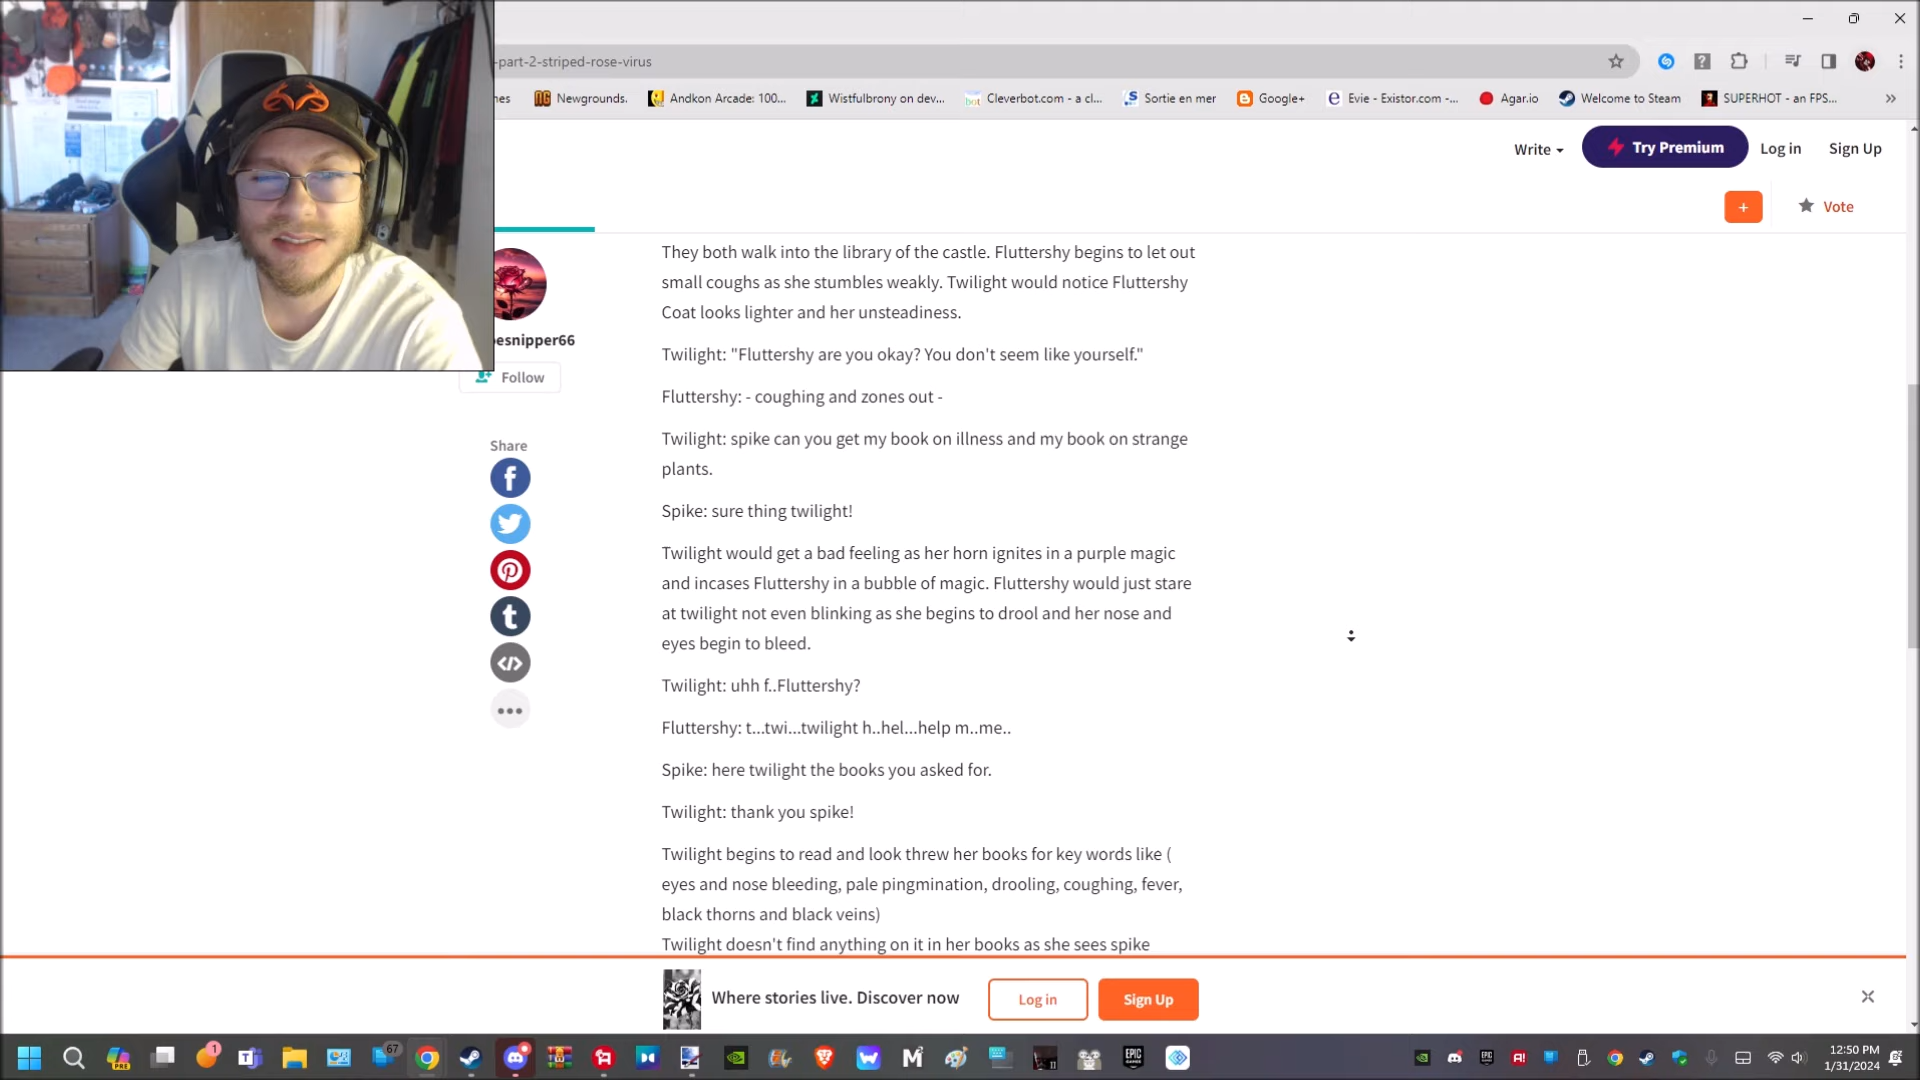 -part-2-striped-rose-virus
nes
Newgrounds.
Andkon Arcade: 100...
Wistfulbrony on dev...
Cleverbot.com - a cl...
Sortie en mer
Google+
Evie - Existor.com -...
Agar.io
Welcome to Steam
SUPERHOT - an FPS...
Write
Try Premium
Log in
Sign Up
+
Vote
They both walk into the library of the castle. Fluttershy begins to let out
small coughs as she stumbles weakly. Twilight would notice Fluttershy
Coat looks lighter and her unsteadiness.
esnipper66
Follow
Twilight: "Fluttershy are you okay? You don't seem like yourself."
Fluttershy: - coughing and zones out -
Twilight: spike can you get my book on illness and my book on strange
plants.
Share
Spike: sure thing twilight!
Twilight would get a bad feeling as her horn ignites in a purple magic
and incases Fluttershy in a bubble of magic. Fluttershy would just stare
at twilight not even blinking as she begins to drool and her nose and
eyes begin to bleed.
Twilight: uhh f..Fluttershy?
Fluttershy: t...twi...twilight h..hel...help m..me..
Spike: here twilight the books you asked for.
Twilight: thank you spike!
Twilight begins to read and look threw her books for key words like (
eyes and nose bleeding, pale pingmination, drooling, coughing, fever,
black thorns and black veins)
Twilight doesn't find anything on it in her books as she sees spike
Where stories live. Discover now
Log in
Sign Up
12:50 PM
1/31/2024